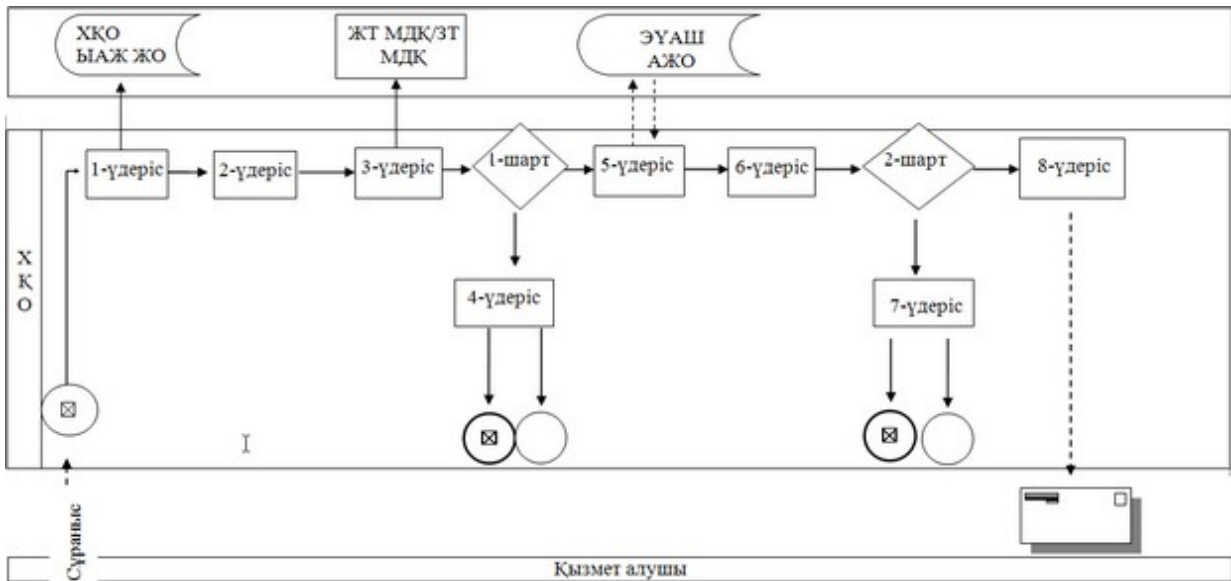 ХҚО
ЫАЖ ЖО
ЖТ МДҚ/ЗТ
МДҚ
ЭҮАШ
АЖО
1-үдеріс
2-үдеріс
3-үдеріс
1-шарт
5-үдеріс
6-үдеріс
2-шарт
8-үдеріс
Х
Қ
О
4-үдеріс
7-үдеріс
Сұраныс
Қызмет алушы